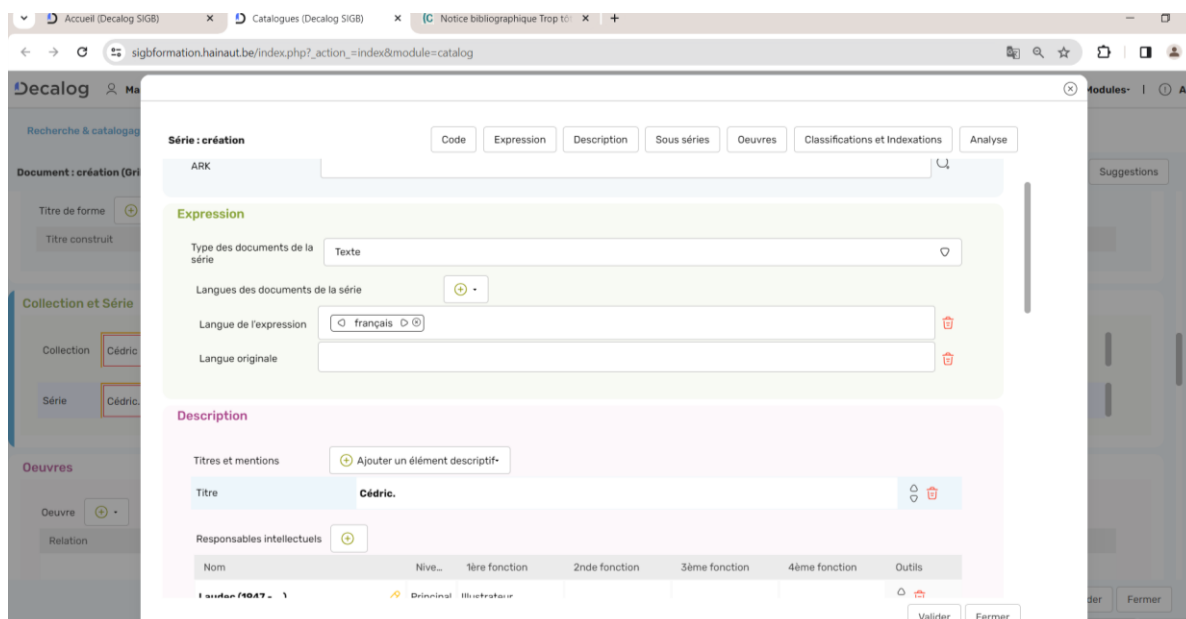 Accueil (Decalog SIGB)
Catalogues (Decalog SIGB)
Notice bibliographique Trop tôt
sigbformation.hainaut.be/index.php?_action_=index&module=catalog
Decalog Ma
Modules- A
Recherche & catalogag
Série : création
Code Expression Description Sous séries Oeuvres Classifications et Indexations Analyse
ARK
Document : création (Gri
Suggestions
Titre de forme
Titre construit
Expression
Type des documents de la série
Texte
Langues des documents de la série
Langue de l'expression
français
Langue originale
Collection et Série
Collection Cédric
Série Cédric.
Description
Titres et mentions
Ajouter un élément descriptif-
Titre Cédric.
Oeuvres
Oeuvre
Relation
Responsables intellectuels
Nom Nive... 1ère fonction 2nde fonction 3ème fonction 4ème fonction Outils
Laudec (1947 - ...) Principal Illustrateur
Valider Fermer
der Fermer